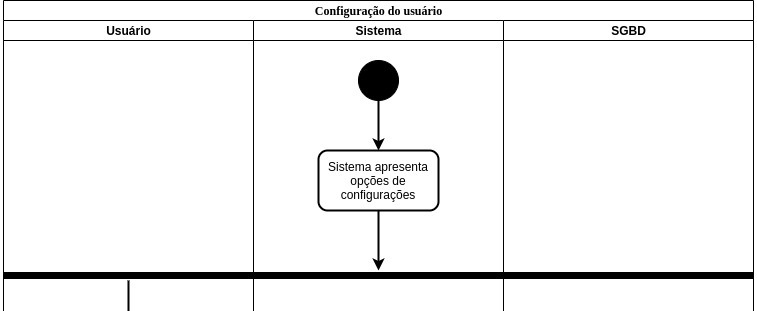 Configuração do usuário
Usuário
Sistema
SGBD
Sistema apresenta
opções de
configurações